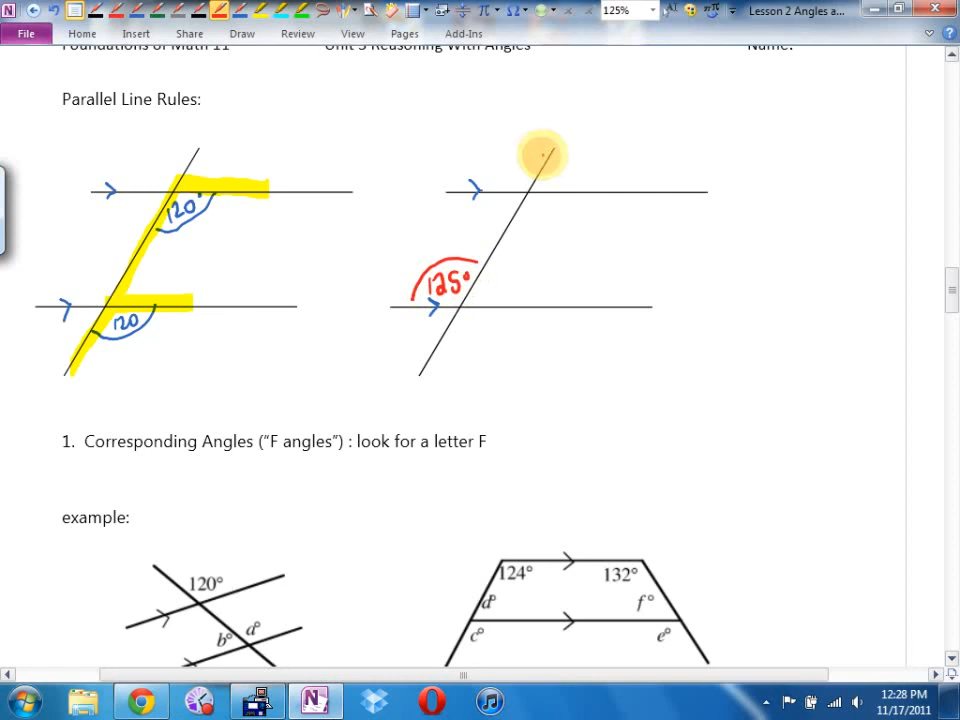 125%
Lesson 2 Angles a...
File Home Insert Share Draw Review View Pages Add-Ins
Foundations of Math 11 Unit 3 Reasoning With Angles Name:
Parallel Line Rules:
120°
125°
120
1. Corresponding Angles ("F angles") : look for a letter F
example:
120°
b° a°
124° 132°
d° f°
c° e°
12:28 PM
11/17/2011